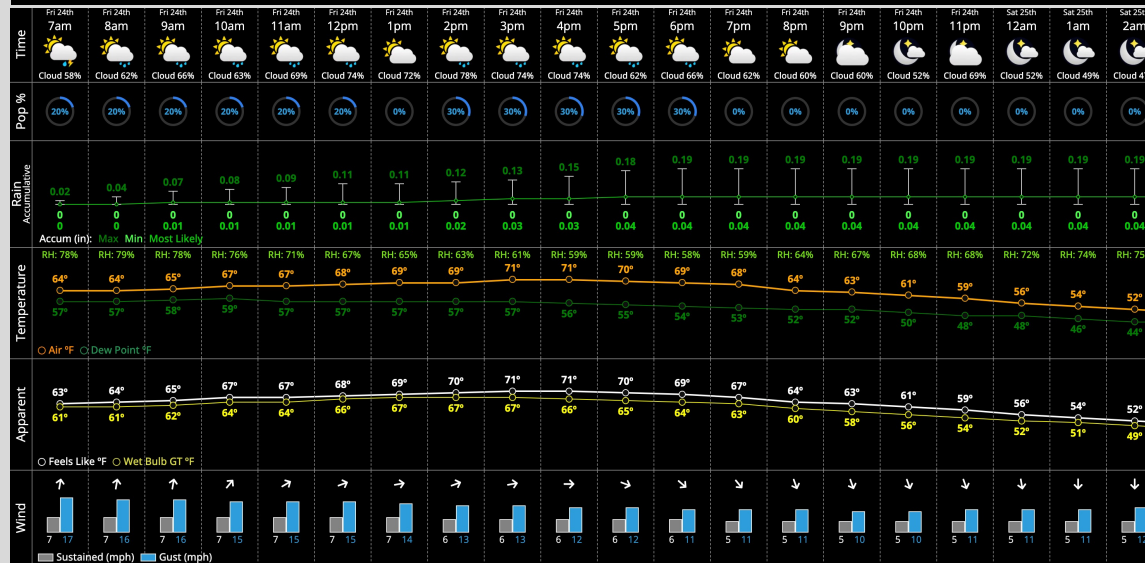 Time
Fri 24th Fri 24th Fri 24th Fri 24th Fri 24th Fri 24th Fri 24th Fri 24th Fri 24th Fri 24th Fri 24th Fri 24th Fri 24th Fri 24th Fri 24th Fri 24th Fri 24th Sat 25th Sat 25th Sat 25t
7am 8am 9am 10am 11am 12pm 1pm 2pm 3pm 4pm 5pm 6pm 7pm 8pm 9pm 10pm 11pm 12am 1am 2am
Cloud 58% Cloud 62% Cloud 66% Cloud 63% Cloud 69% Cloud 74% Cloud 72% Cloud 78% Cloud 74% Cloud 74% Cloud 62% Cloud 66% Cloud 62% Cloud 60% Cloud 60% Cloud 52% Cloud 69% Cloud 52% Cloud 49% Cloud 4
Pop %
20% 20% 20% 20% 20% 20% 0% 30% 30% 30% 30% 30% 0% 0% 0% 0% 0% 0% 0% 0%
Rain
Accumulative
0.02 0.04 0.07 0.08 0.09 0.11 0.11 0.12 0.13 0.15 0.18 0.19 0.19 0.19 0.19 0.19 0.19 0.19 0.19 0.19
0 0 0 0 0 0 0 0 0 0 0 0 0 0 0 0 0 0 0 0
0 0 0.01 0.01 0.01 0.01 0.01 0.02 0.03 0.03 0.04 0.04 0.04 0.04 0.04 0.04 0.04 0.04 0.04 0.04
Accum (in): Max Min Most Likely
Temperature
RH: 78% RH: 79% RH: 78% RH: 76% RH: 71% RH: 67% RH: 65% RH: 63% RH: 61% RH: 59% RH: 59% RH: 58% RH: 59% RH: 64% RH: 67% RH: 68% RH: 68% RH: 72% RH: 74% RH: 75
64° 64° 65° 67° 67° 68° 69° 69° 71° 71° 70° 69° 68° 64° 63° 61° 59° 56° 54° 52°
57° 57° 58° 59° 57° 57° 57° 57° 57° 56° 55° 54° 53° 52° 52° 50° 48° 48° 46° 44°
Air °F Dew Point °F
Apparent
63° 64° 65° 67° 67° 68° 69° 70° 71° 71° 70° 69° 67° 64° 63° 61° 59° 56° 54° 52°
61° 61° 62° 64° 64° 66° 67° 67° 67° 66° 65° 64° 63° 60° 58° 56° 54° 52° 51° 49°
Feels Like °F Wet Bulb GT °F
Wind
7 17 7 16 7 16 7 15 7 15 7 15 7 14 6 13 6 13 6 12 6 12 6 11 5 11 5 11 5 10 5 10 5 11 5 11 5 11 5 12
Sustained (mph) Gust (mph)